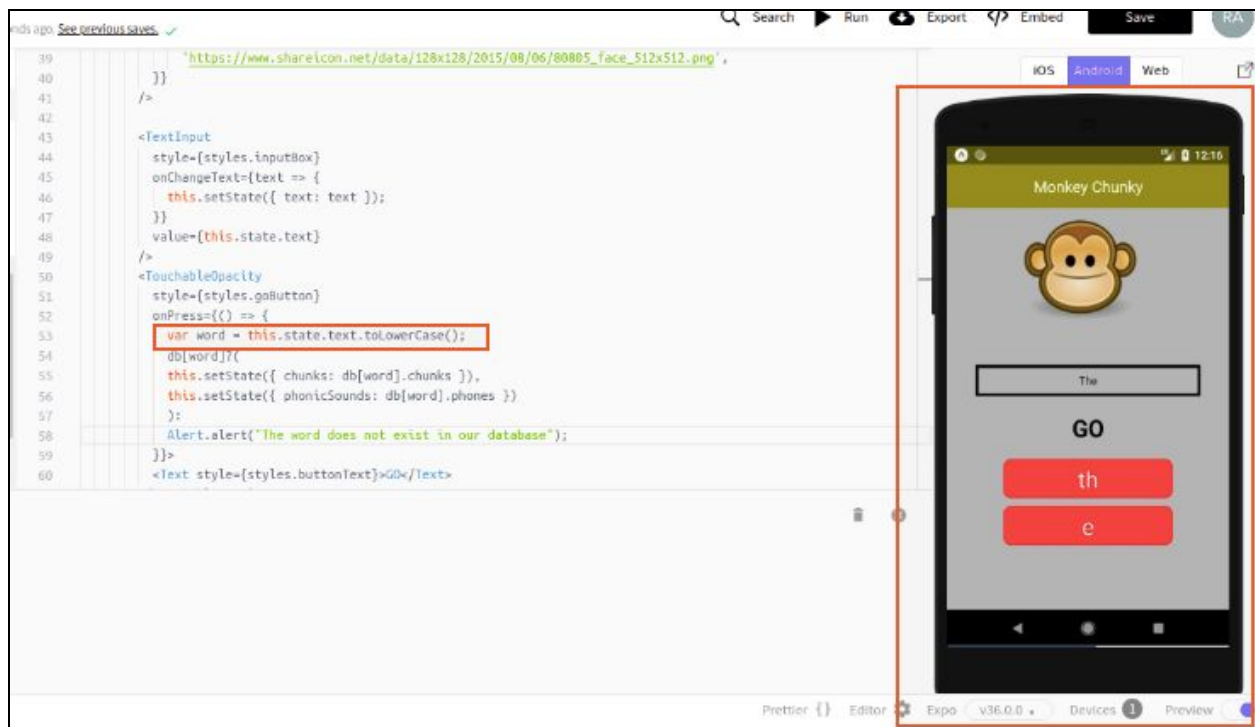 nds ago. See previous saves.
Search Run Export Embed Save RA
39 'https://www.shareicon.net/data/128x128/2015/08/06/80805_face_512x512.png',
40 }}
41 />
42
43 <TextInput
44 style={styles.inputBox}
45 onChangeText={text => {
46 this.setState({ text: text });
47 }}
48 value={this.state.text}
49 />
50 <TouchableOpacity
51 style={styles.goButton}
52 onPress={() => {
53 var word = this.state.text.toLowerCase();
54 db[word]?(
55 this.setState({ chunks: db[word].chunks }),
56 this.setState({ phonicSounds: db[word].phones })
57 ):
58 Alert.alert("The word does not exist in our database");
59 }}>
60 <Text style={styles.buttonText}>GO</Text>
iOS Android Web
12:16
Monkey Chunky
The
GO
th
e
Prettier {} Editor Expo v36.0.0 Devices 1 Preview